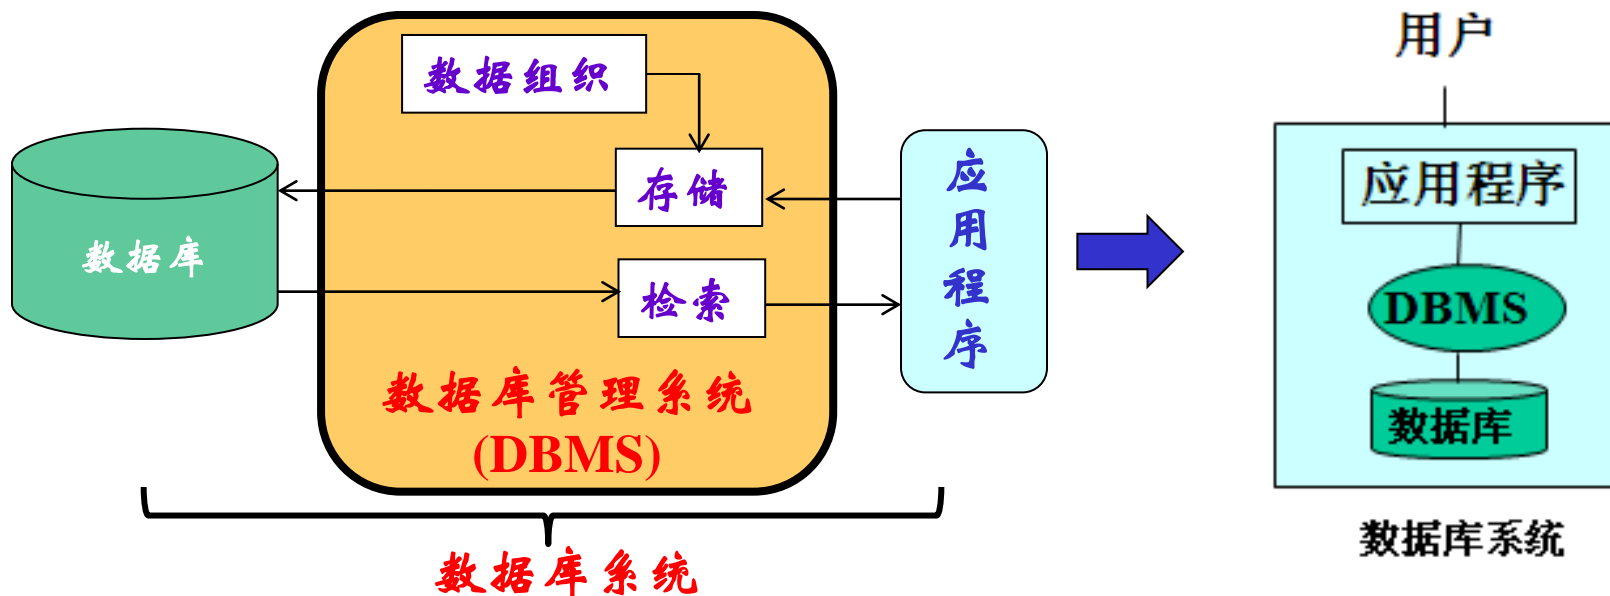 数据组织
存储
检索
数据库
数据库管理系统
(DBMS)
应用程序
数据库系统
用户
应用程序
DBMS
数据库
数据库系统